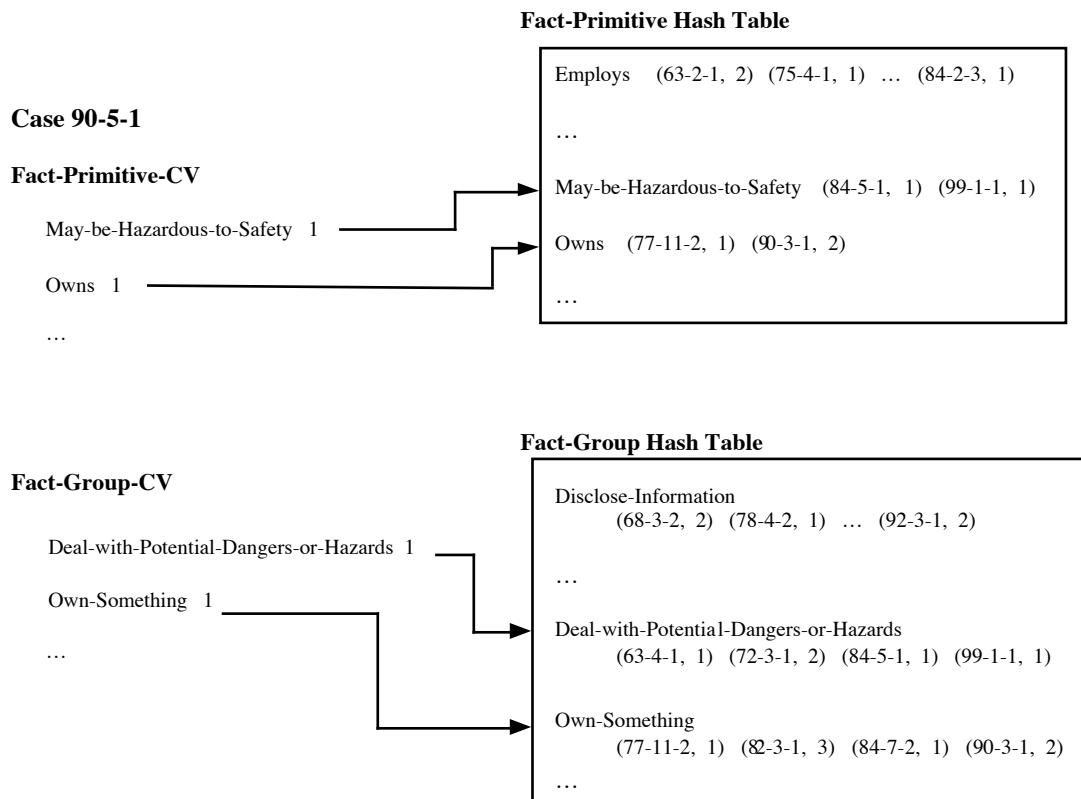 Fact-Primitive Hash Table
Employs (63-2-1, 2) (75-4-1, 1) … (84-2-3, 1)
Case 90-5-1
…
Fact-Primitive-CV
May-be-Hazardous-to-Safety (84-5-1, 1) (99-1-1, 1)
May-be-Hazardous-to-Safety 1
Owns (77-11-2, 1) (90-3-1, 2)
Owns 1
…
…
Fact-Group Hash Table
Fact-Group-CV
Disclose-Information
(68-3-2, 2) (78-4-2, 1) … (92-3-1, 2)
Deal-with-Potential-Dangers-or-Hazards 1
…
Own-Something 1
Deal-with-Potential-Dangers-or-Hazards
…
(63-4-1, 1) (72-3-1, 2) (84-5-1, 1) (99-1-1, 1)
Own-Something
(77-11-2, 1) (82-3-1, 3) (84-7-2, 1) (90-3-1, 2)
…